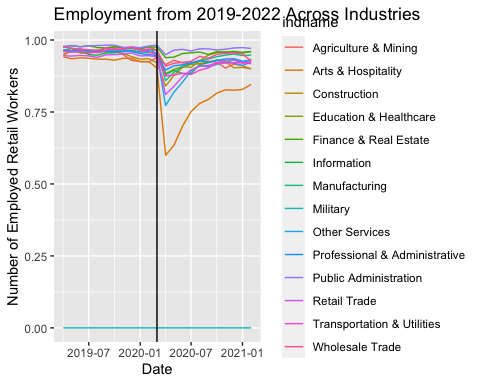 Employment from 2019-2022 Across Industries
indname
Number of Employed Retail Workers
1.00
0.75
0.50
0.25
0.00
2019-07 2020-01 2020-07 2021-01
Date
Agriculture & Mining
Arts & Hospitality
Construction
Education & Healthcare
Finance & Real Estate
Information
Manufacturing
Military
Other Services
Professional & Administrative
Public Administration
Retail Trade
Transportation & Utilities
Wholesale Trade